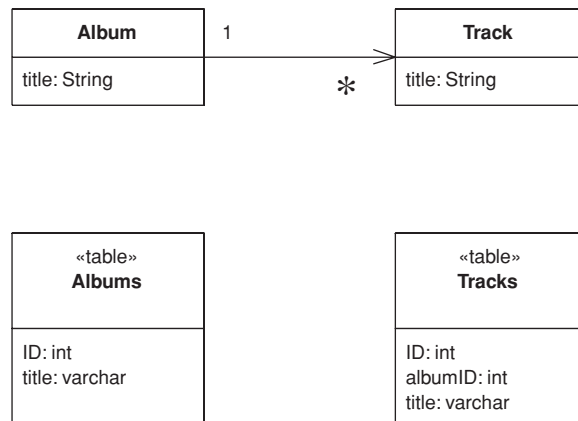 Album
1
Track
title: String
*
title: String
«table»
Albums
«table»
Tracks
ID: int
title: varchar
ID: int
albumID: int
title: varchar